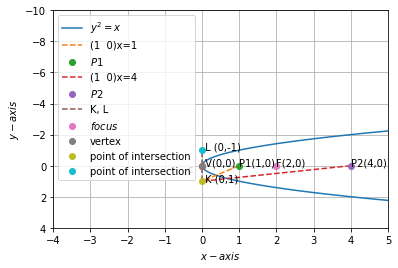 y² = x
(1 0)x=1
P1
(1 0)x=4
P2
K, L
focus
vertex
point of intersection
point of intersection
−10
−8
−6
−4
−2
0
2
4
y − axis
L (0,-1)
V(0,0)
P1(1,0)
F(2,0)
P2(4,0)
K (0,1)
−4 −3 −2 −1 0 1 2 3 4 5
x − axis